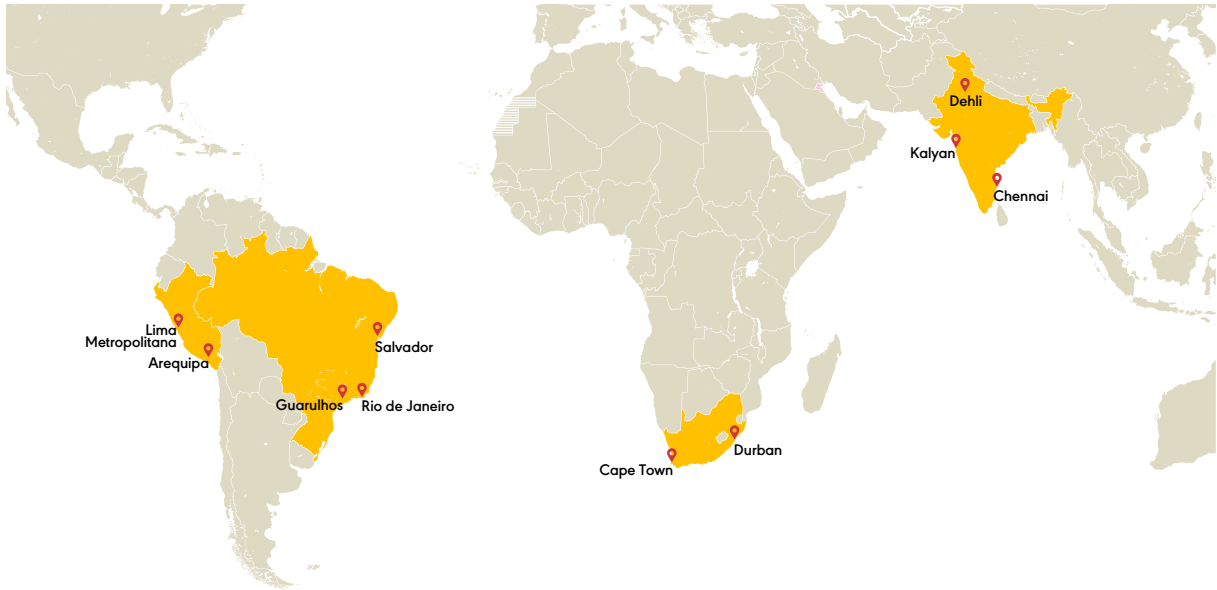 Dehli
Kalyan
Chennai
Lima
Metropolitana
Arequipa
Salvador
Guarulhos
Rio de Janeiro
Durban
Cape Town